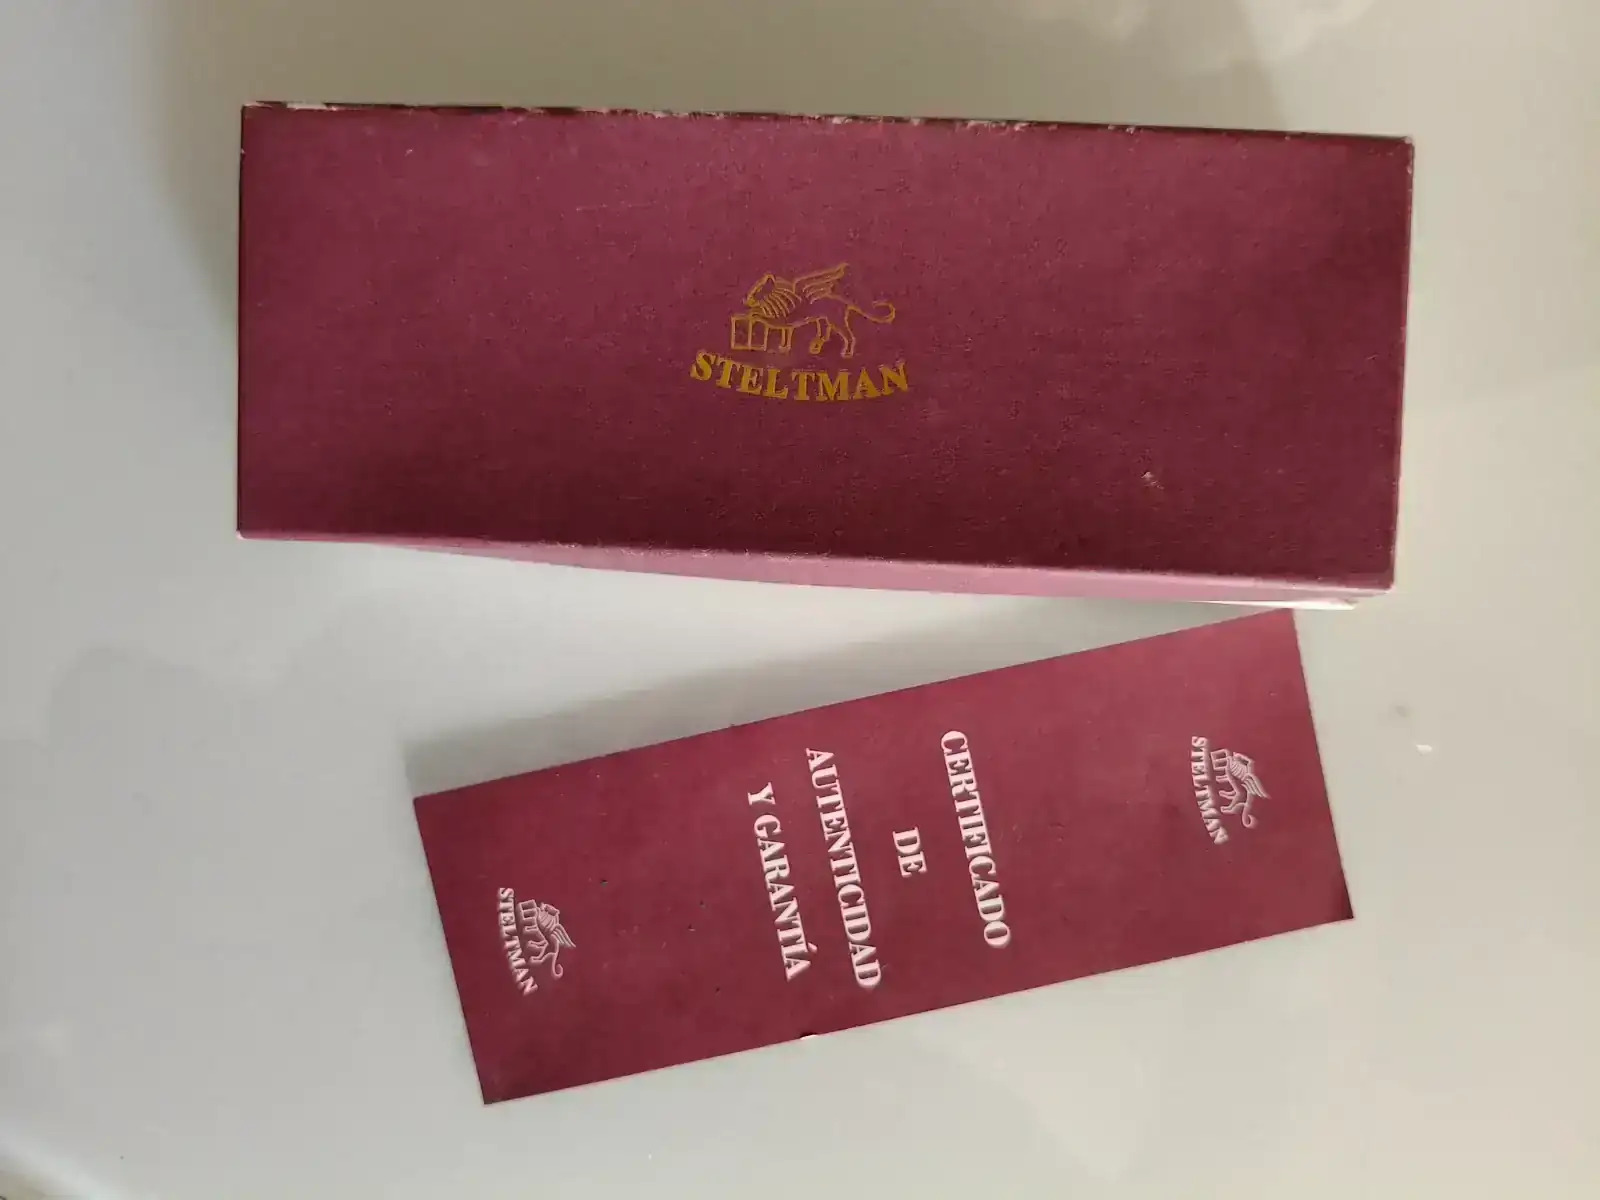 STELTMAN
STELTMAN
CERTIFICADO
DE
AUTENTICIDAD
Y GARANTÍA
STELTMAN